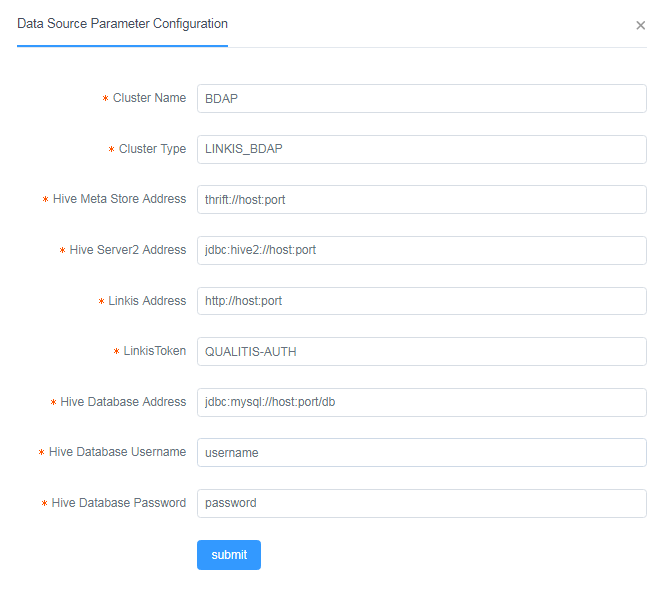 Data Source Parameter Configuration ×
* Cluster Name BDAP
* Cluster Type LINKIS_BDAP
* Hive Meta Store Address thrift://host:port
* Hive Server2 Address jdbc:hive2://host:port
* Linkis Address http://host:port
* LinkisToken QUALITIS-AUTH
* Hive Database Address jdbc:mysql://host:port/db
* Hive Database Username username
* Hive Database Password password
submit